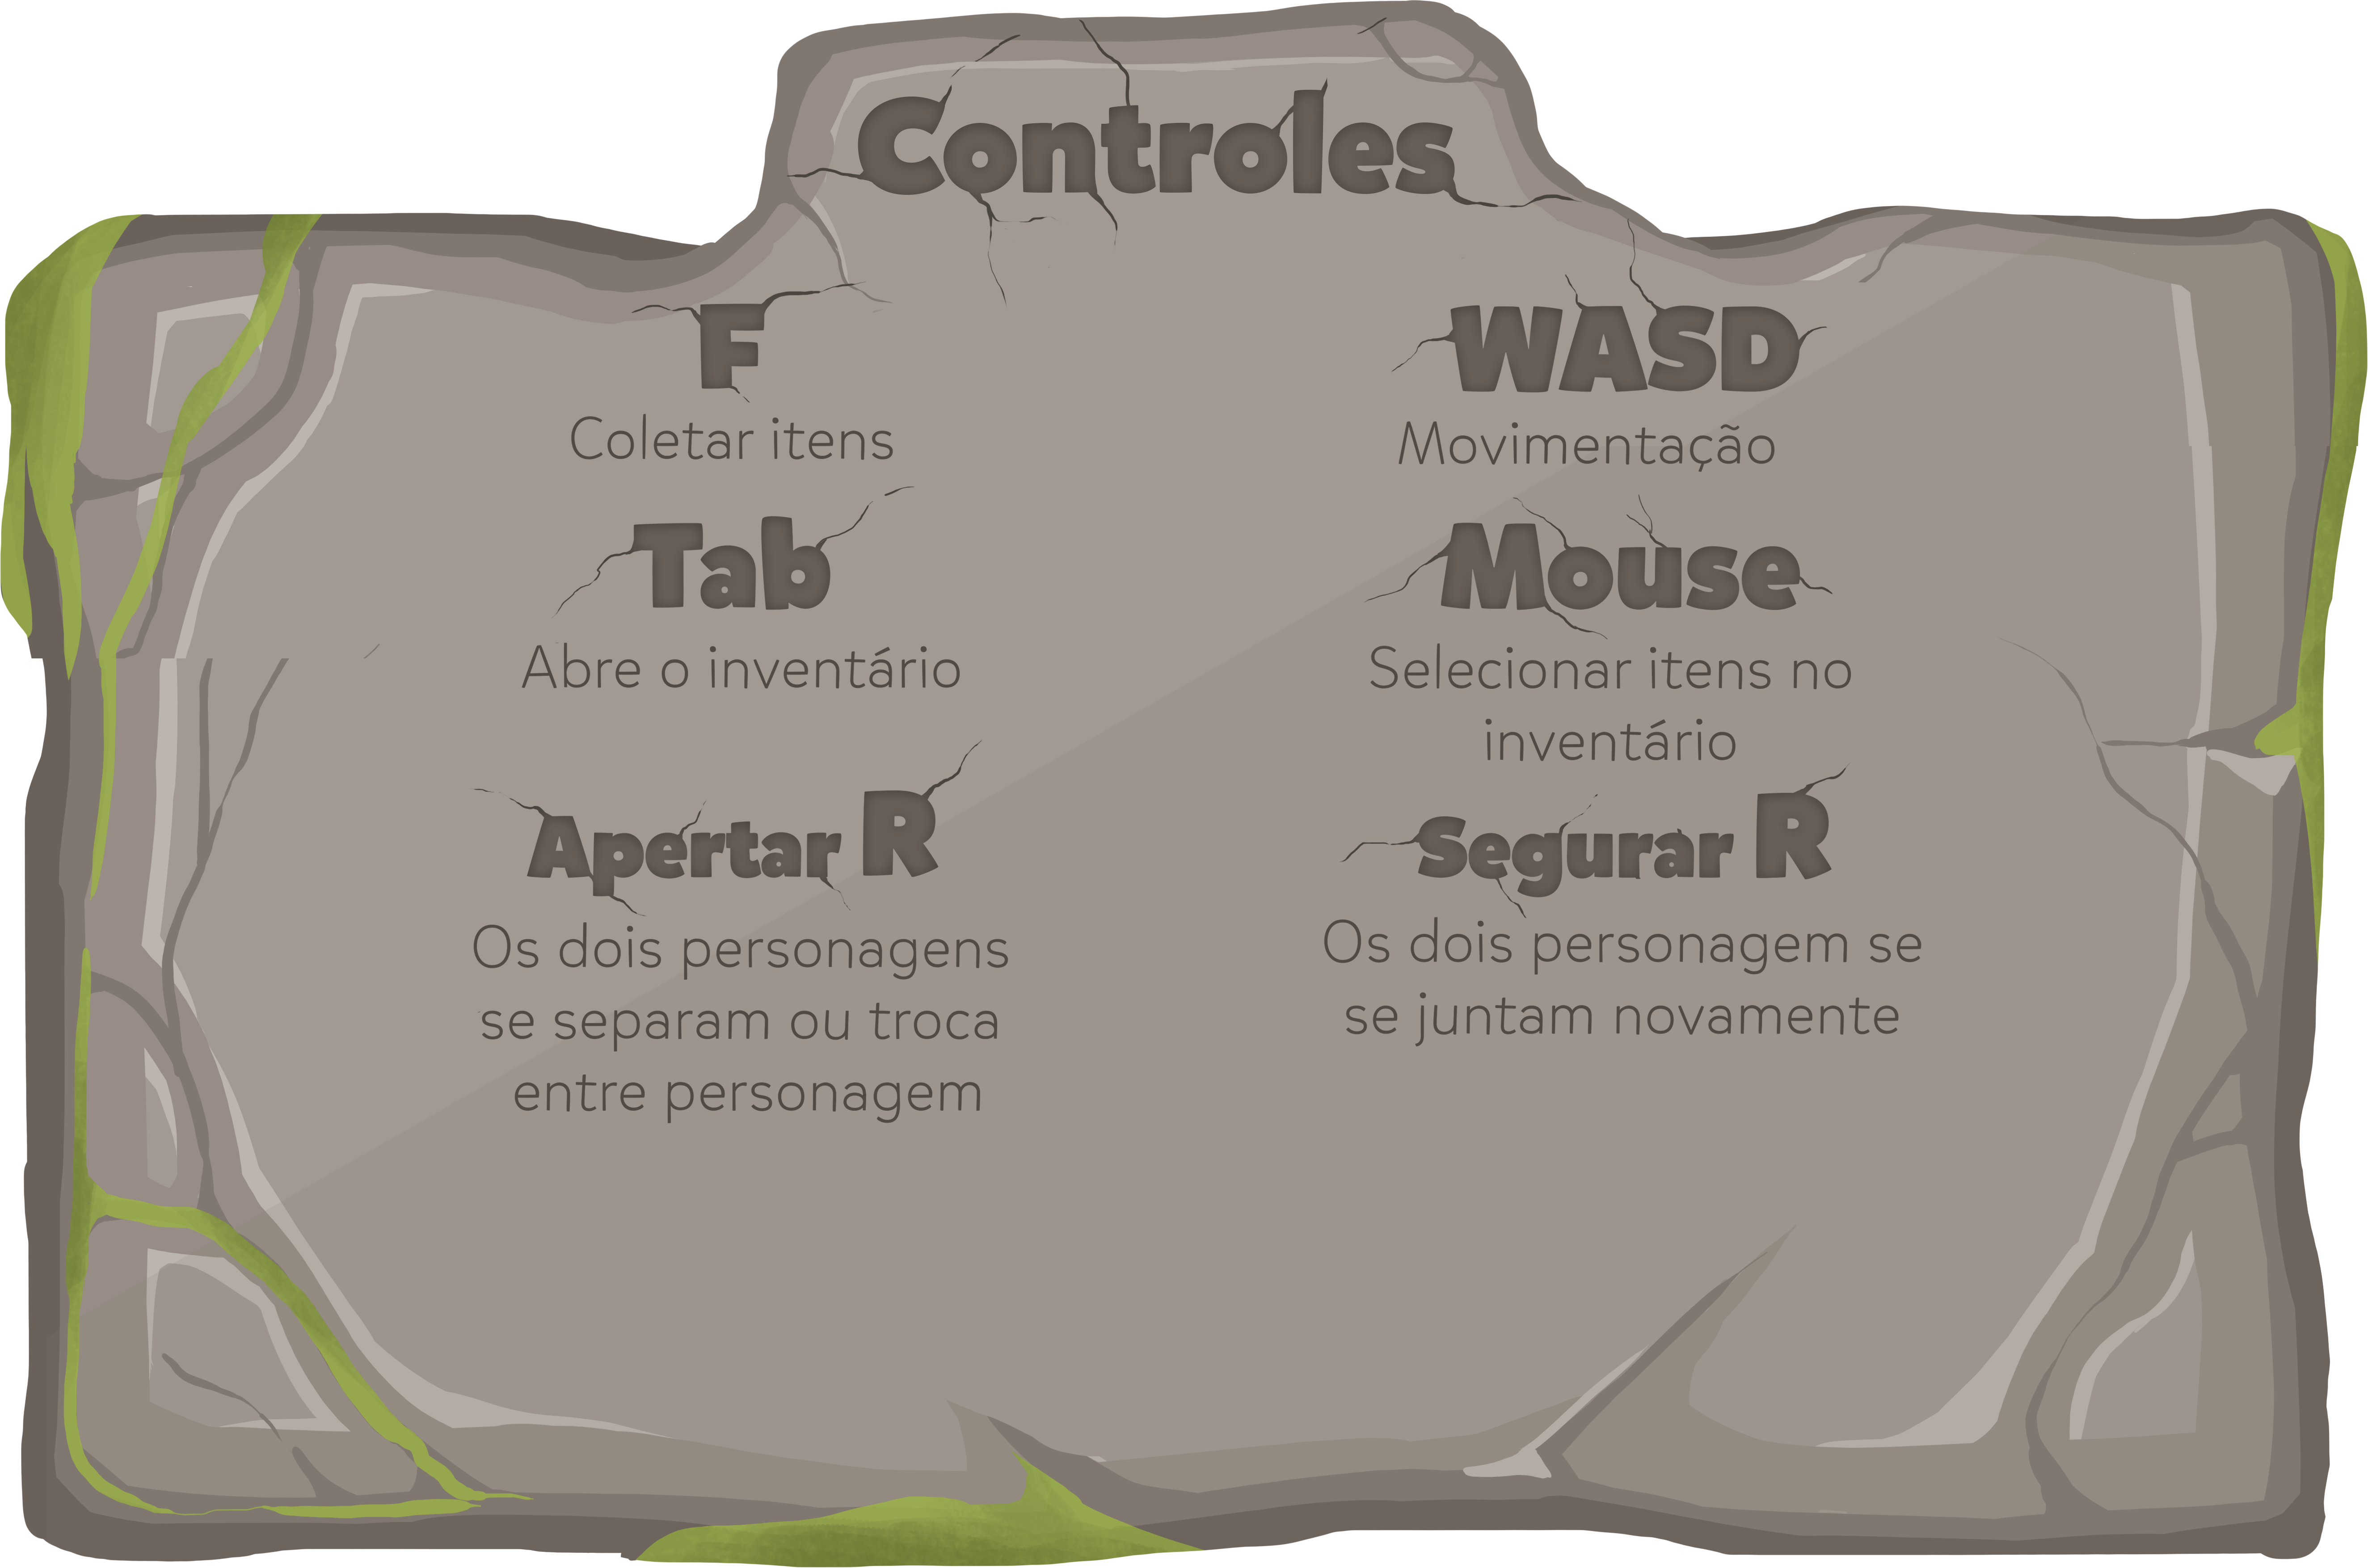 Controles
F
Coletar itens
WASD
Movimentação
Tab
Abre o inventário
Mouse
Selecionar itens no
inventário
Apertar R
Os dois personagens
se separam ou troca
entre personagem
Segurar R
Os dois personagem se
se juntam novamente